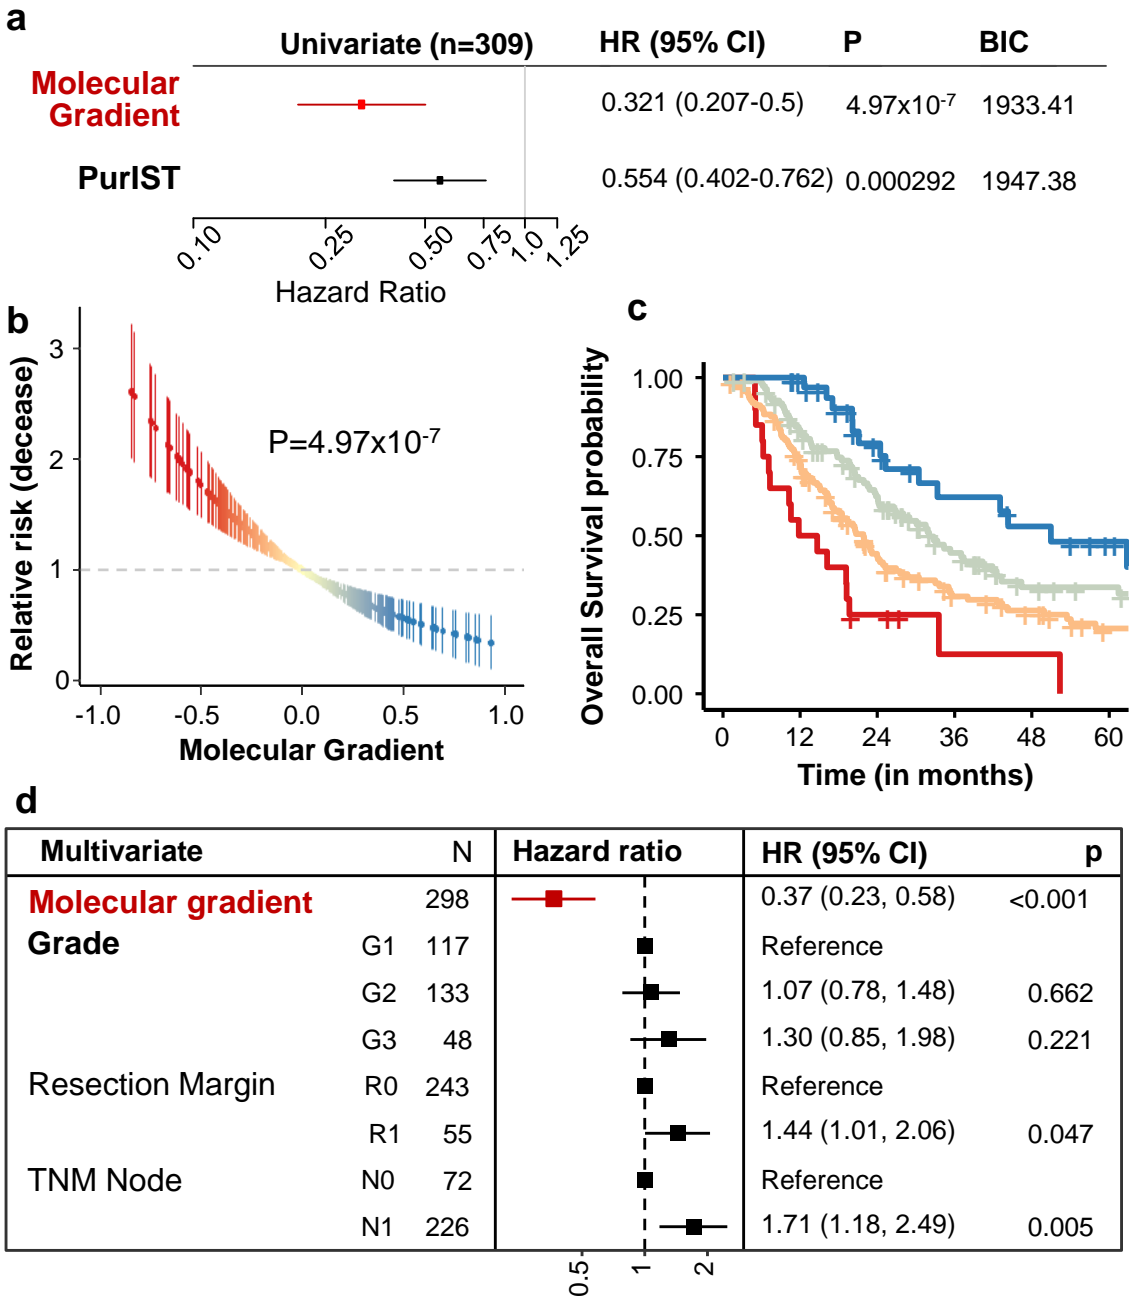 a
Univariate (n=309) HR (95% CI) P BIC
Molecular
Gradient
0.321 (0.207-0.5) 4.97x10-7 1933.41
PurIST 0.554 (0.402-0.762) 0.000292 1947.38
0.10 0.25 0.50 0.75 1.0 1.25
Hazard Ratio
b
Relative risk (decease)
3
2
1
0
P=4.97x10-7
-1.0 -0.5 0.0 0.5 1.0
Molecular Gradient
c
Overall Survival probability
1.00
0.75
0.50
0.25
0.00
0 12 24 36 48 60
Time (in months)
d
Multivariate N Hazard ratio HR (95% CI) p
Molecular gradient 298 0.37 (0.23, 0.58) <0.001
Grade G1 117 Reference
G2 133 1.07 (0.78, 1.48) 0.662
G3 48 1.30 (0.85, 1.98) 0.221
Resection Margin R0 243 Reference
R1 55 1.44 (1.01, 2.06) 0.047
TNM Node N0 72 Reference
N1 226 1.71 (1.18, 2.49) 0.005
0.5 1 2